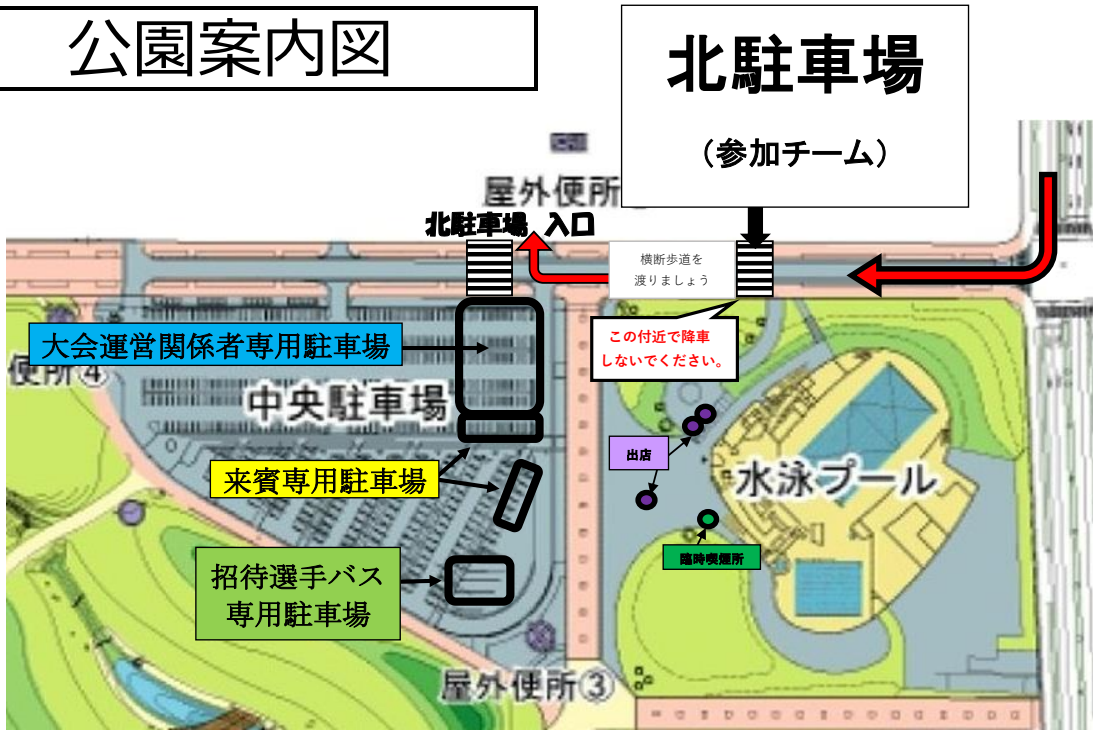 公園案内図
北駐車場
(参加チーム)
屋外便所
北駐車場 入口
横断歩道を
渡りましょう
この付近で降車
しないでください。
大会運営関係者専用駐車場
便所④
中央駐車場
出店
水泳プール
来賓専用駐車場
臨時喫煙所
招待選手バス
専用駐車場
屋外便所③